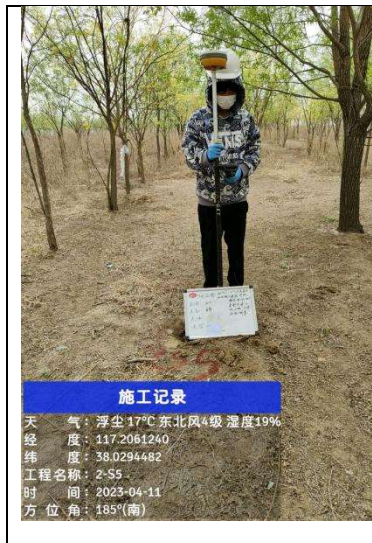 施工记录
天 气：浮尘 17℃ 东北风4级 湿度19%
经 度：117.2061240
纬 度：38.0294482
工程名称：2-S5
时 间：2023-04-11
方 位 角：185°(南)